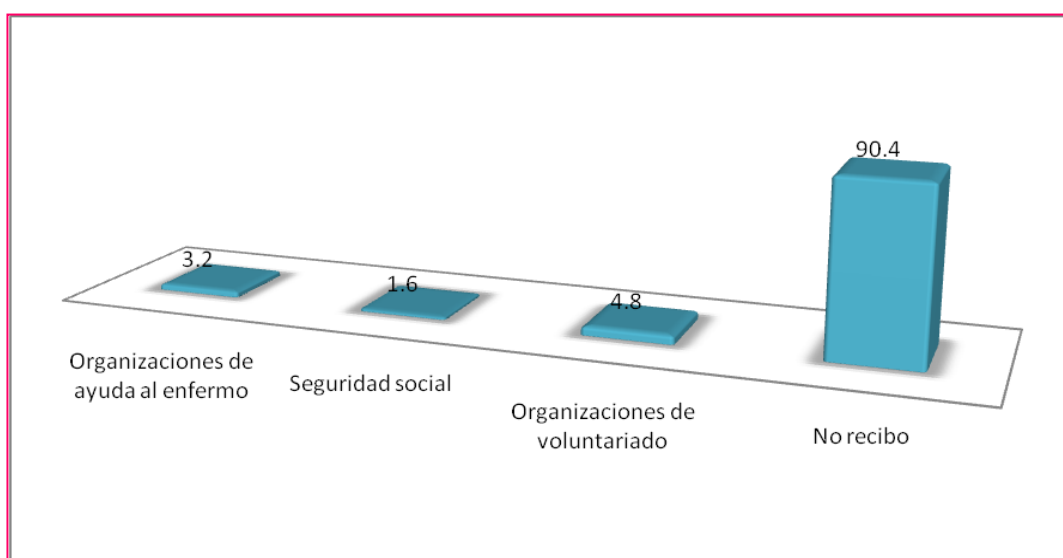 90.4
3.2
1.6
4.8
Organizaciones de
ayuda al enfermo
Seguridad social
Organizaciones de
voluntariado
No recibo